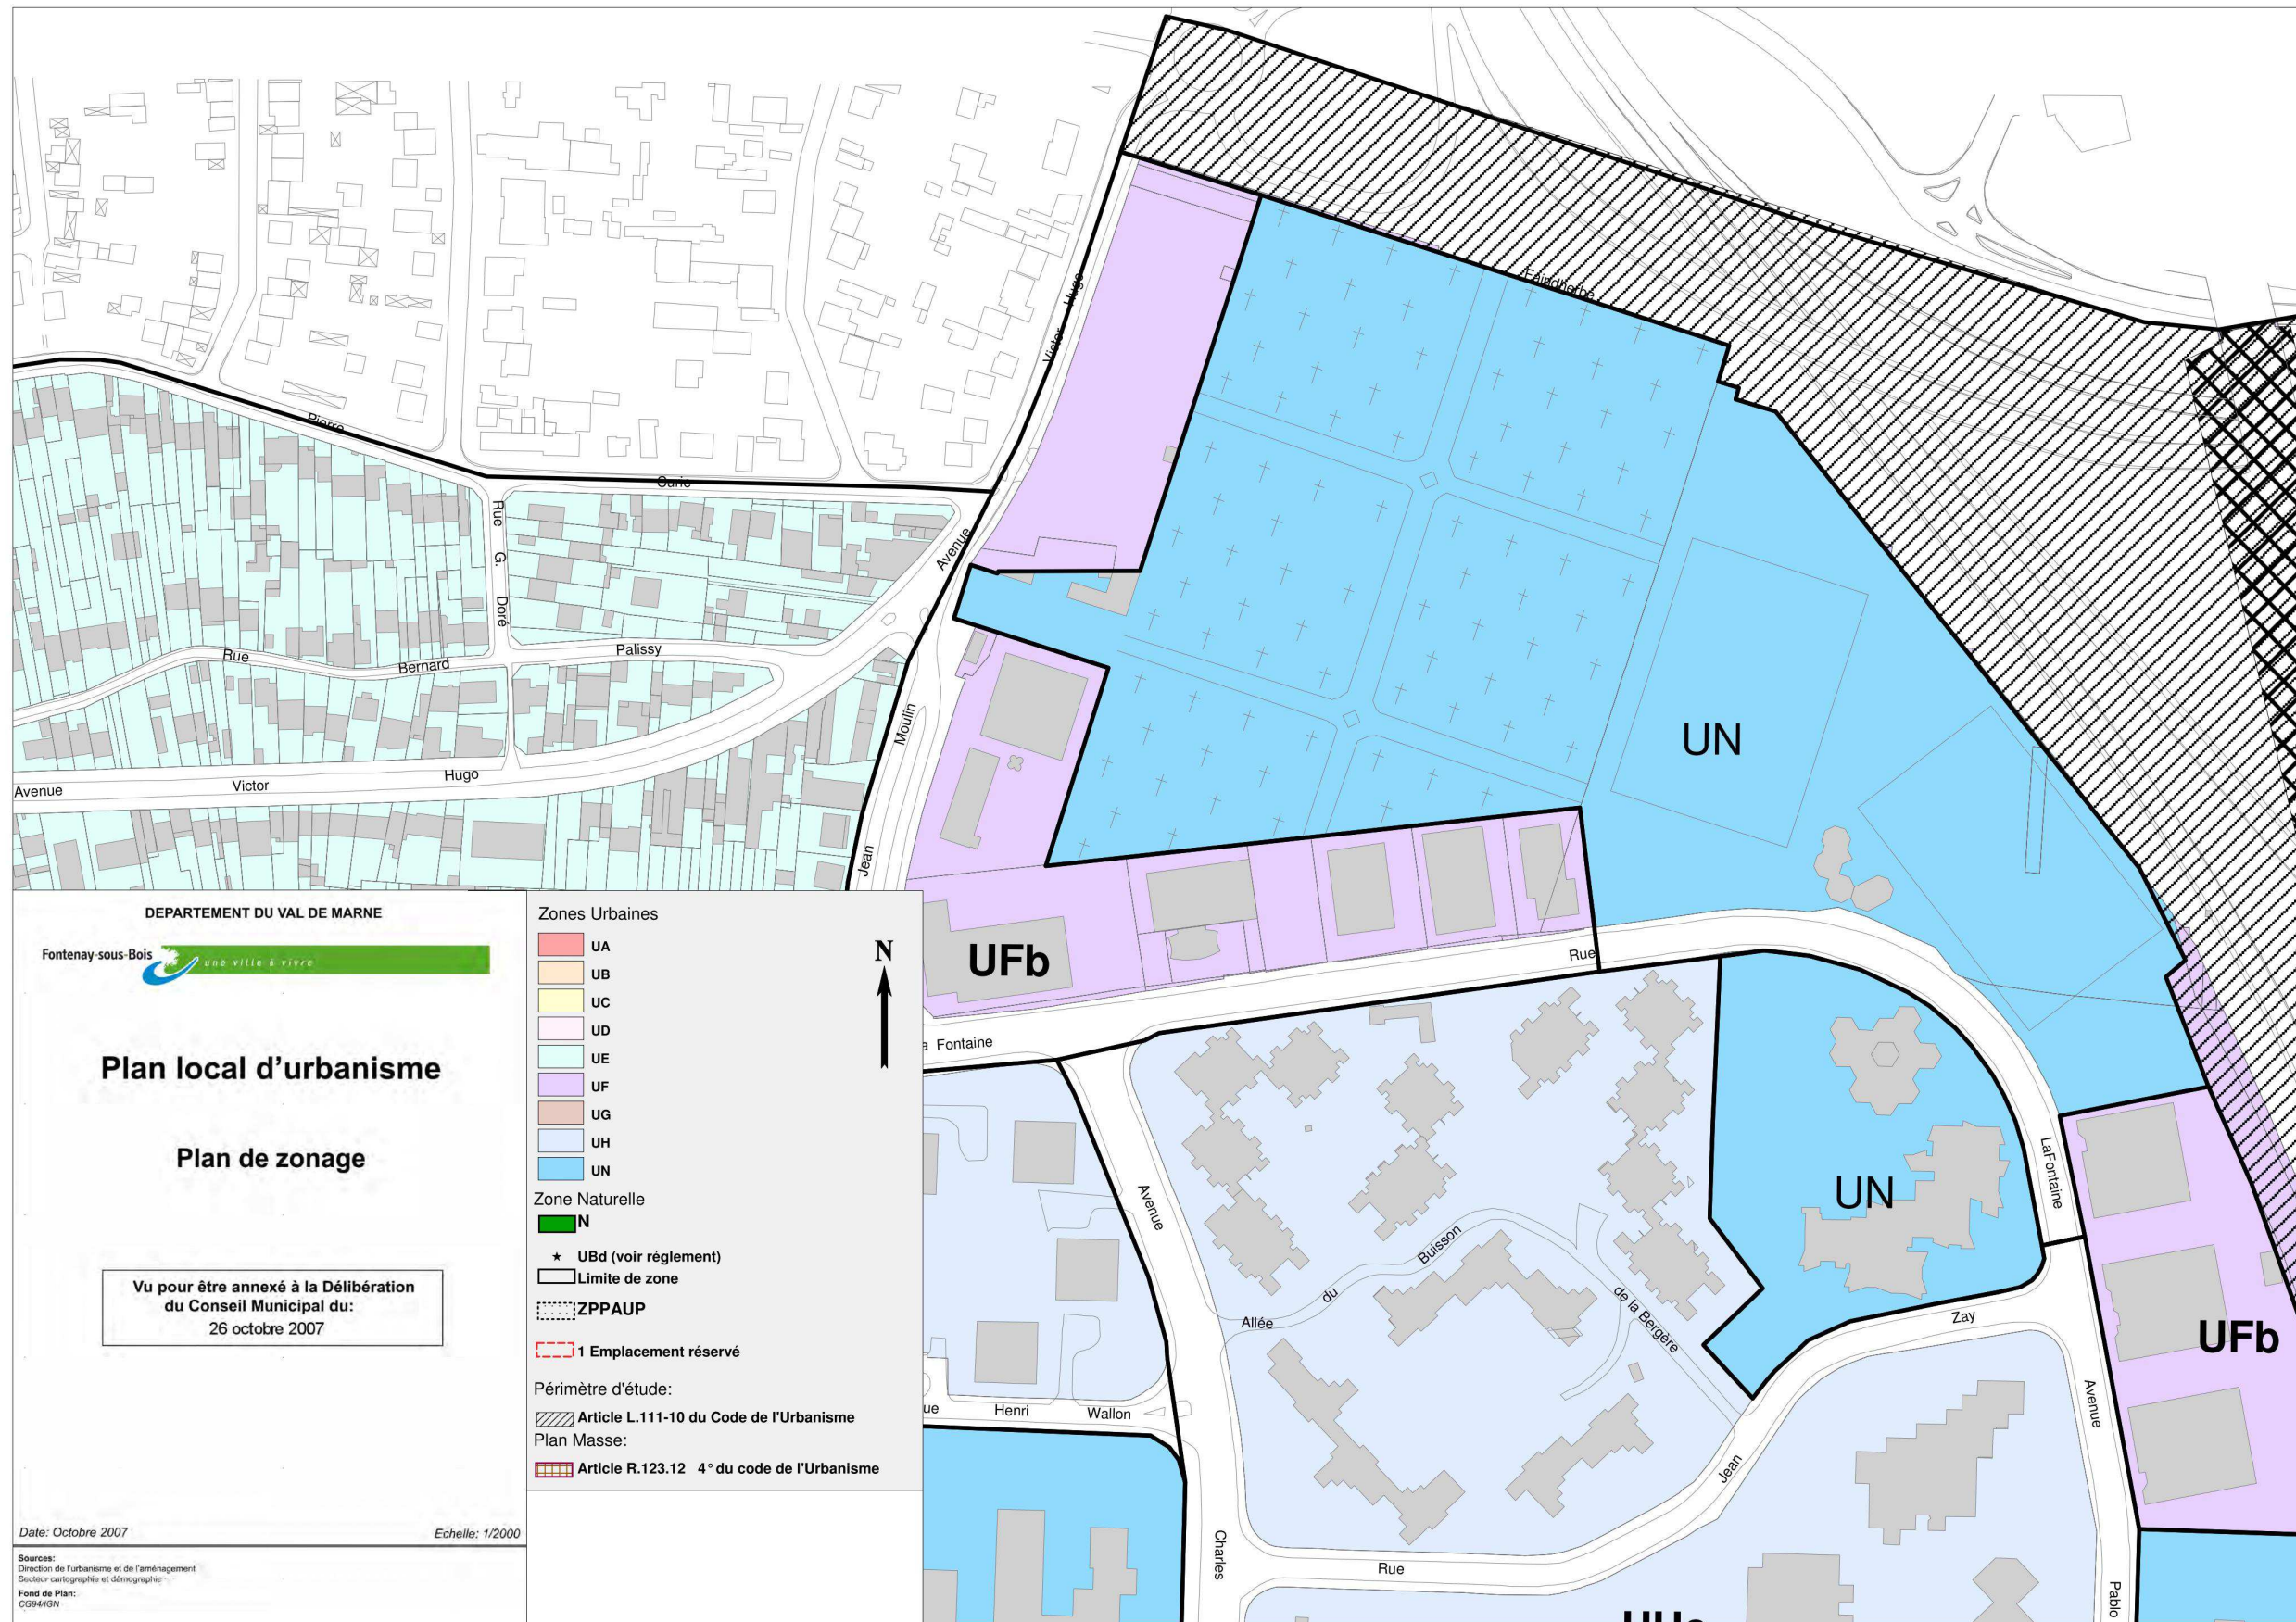 Faindherbe
Victor Hugo
Pierre
Curie
Rue G. Doré
Avenue
Palissy
Rue
Bernard
UN
Moulin
Hugo
Victor
Avenue
Jean
UFb
Rue
a Fontaine
LaFontaine
UN
Avenue
Buisson
du
de la Bergère
Allée
Zay
UFb
Avenue
ue Henri Wallon
Jean
Charles
Rue
Pablo
DEPARTEMENT DU VAL DE MARNE
Fontenay-sous-Bois
une ville à vivre
Plan local d'urbanisme
Plan de zonage
Vu pour être annexé à la Délibération
du Conseil Municipal du:
26 octobre 2007
Date: Octobre 2007
Echelle: 1/2000
Sources:
Direction de l'urbanisme et de l'aménagement
Secteur cartographie et démographie
Fond de Plan:
CG94/IGN
Zones Urbaines
UA
UB
UC
UD
UE
UF
UG
UH
UN
N
Zone Naturelle
N
UBd (voir réglement)
Limite de zone
ZPPAUP
1 Emplacement réservé
Périmètre d'étude:
Article L.111-10 du Code de l'Urbanisme
Plan Masse:
Article R.123.12 4° du code de l'Urbanisme